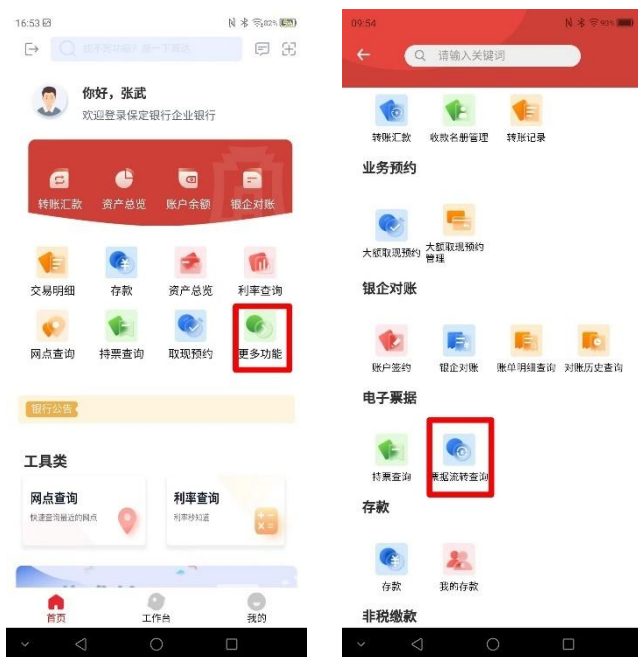 16:53
82%
你好，张武
欢迎登录保定银行企业银行
转账汇款 资产总览 账户余额 银企对账
交易明细 存款 资产总览 利率查询
网点查询 持票查询 取现预约 更多功能
银行公告
工具类
网点查询
快速查询最近的网点
利率查询
利率秒知道
首页 工作台 我的
09:54
90%
请输入关键词
转账汇款 收款名册管理 转账记录
业务预约
大额取现预约 大额取现预约
管理
银企对账
账户签约 银企对账 账单明细查询 对账历史查询
电子票据
持票查询 票据流转查询
存款
存款 我的存款
非税缴款